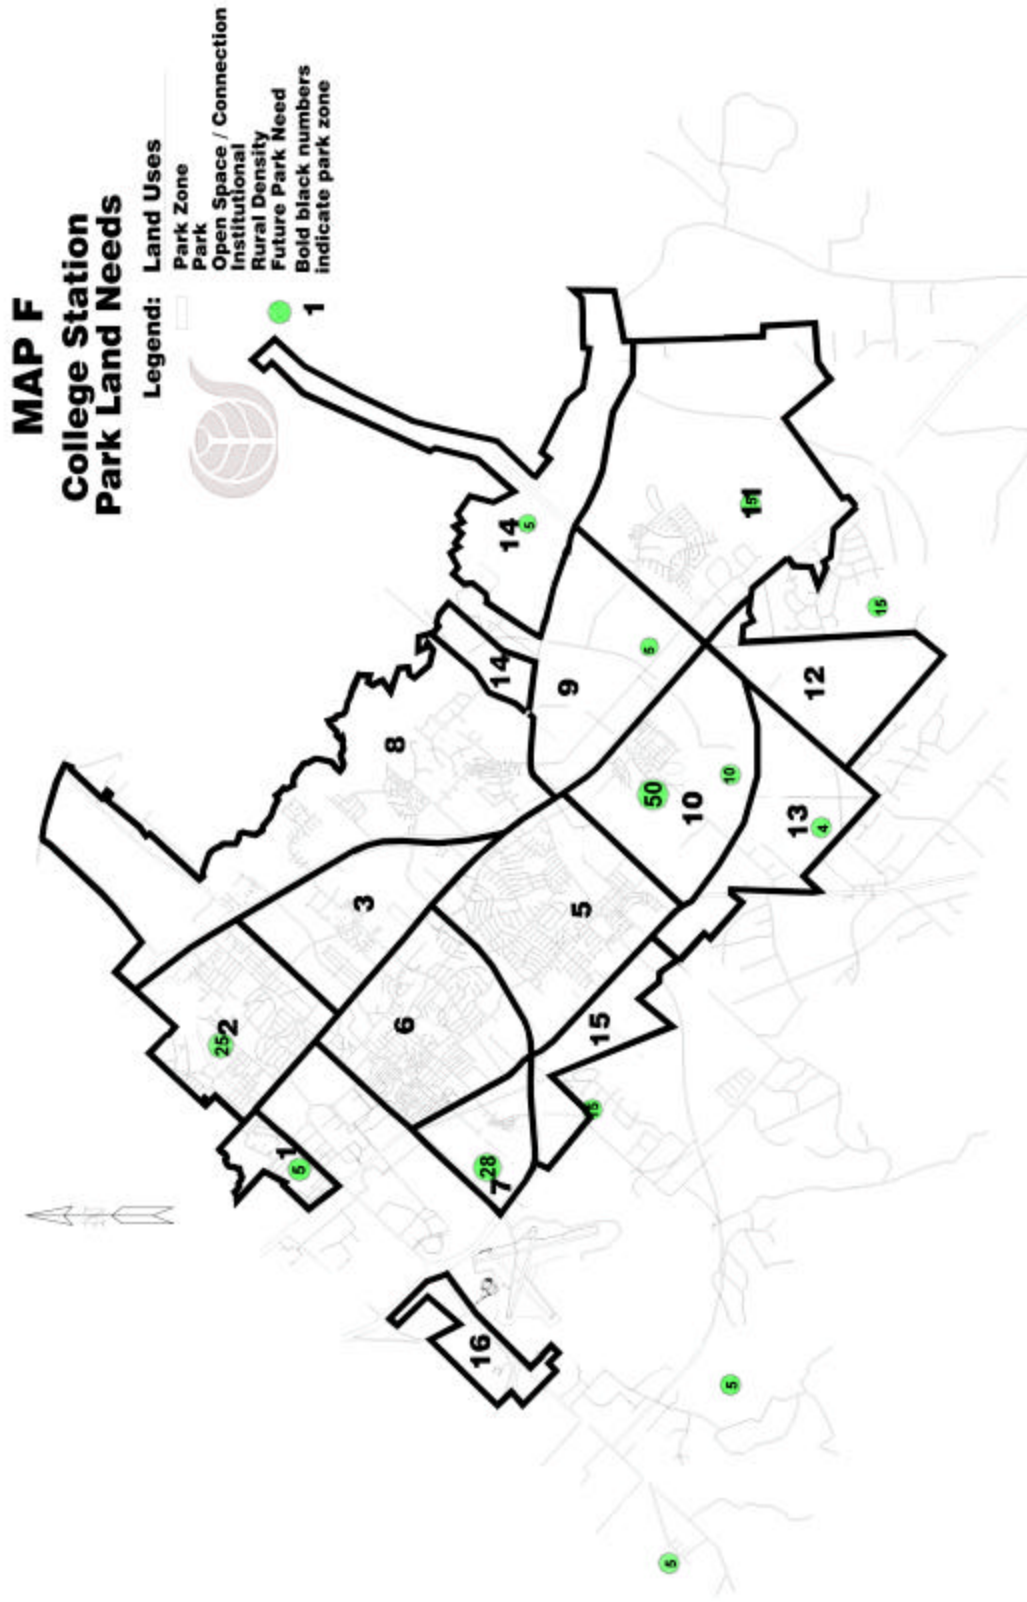 MAP F
College Station
Park Land Needs
Legend: Land Uses
Park Zone
Park
Open Space / Connection
Institutional
Rural Density
Future Park Need
1 Bold black numbers
indicate park zone
25
2
1
5
3
8
6
16
28
7
14
14
5
9
5
15
15
5
50
5
10
5
10
11
13
4
12
15